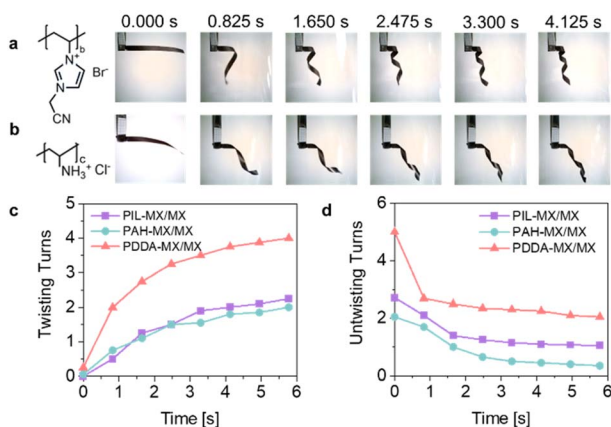 0.000 s 0.825 s 1.650 s 2.475 s 3.300 s 4.125 s
a
b
N
+
N
Br-
CN
b
c
NH3+ Cl-
c
PIL-MX/MX
PAH-MX/MX
PDDA-MX/MX
Twisting Turns
5
4
3
2
1
0
0 1 2 3 4 5 6
Time [s]
d
PIL-MX/MX
PAH-MX/MX
PDDA-MX/MX
Untwisting Turns
6
4
2
0
0 1 2 3 4 5 6
Time [s]